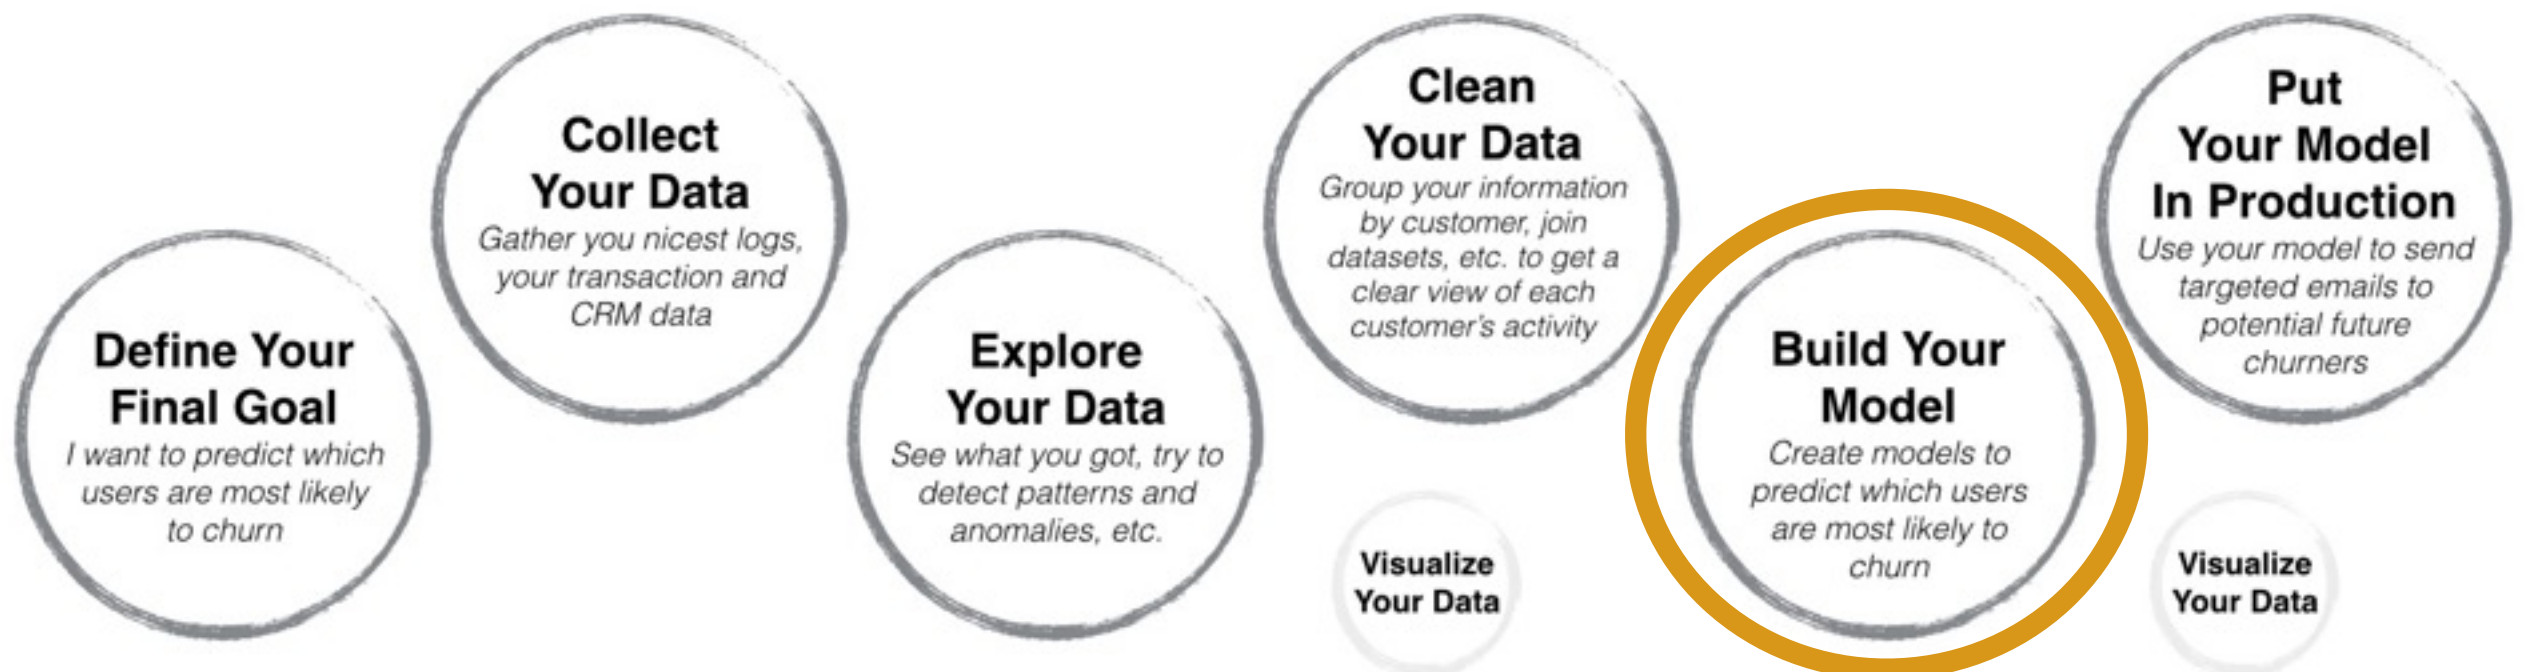 Define Your
Final Goal
I want to predict which
users are most likely
to churn
Collect
Your Data
Gather you nicest logs,
your transaction and
CRM data
Explore
Your Data
See what you got, try to
detect patterns and
anomalies, etc.
Clean
Your Data
Group your information
by customer, join
datasets, etc. to get a
clear view of each
customer's activity
Visualize
Your Data
Build Your
Model
Create models to
predict which users
are most likely to
churn
Put
Your Model
In Production
Use your model to send
targeted emails to
potential future
churners
Visualize
Your Data